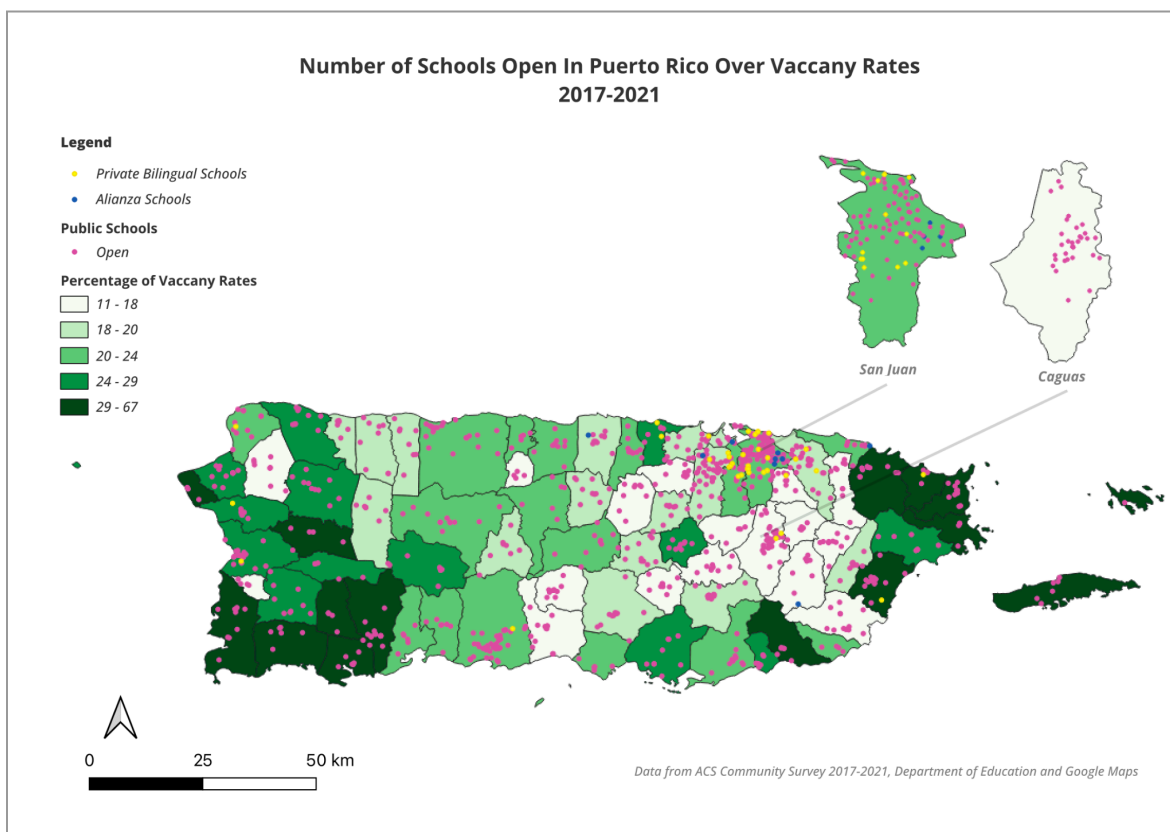 Number of Schools Open In Puerto Rico Over Vaccany Rates
2017-2021
Legend
Private Bilingual Schools
Alianza Schools
Public Schools
Open
Percentage of Vaccany Rates
11 - 18
18 - 20
20 - 24
24 - 29
29 - 67
San Juan
Caguas
0 25 50 km
Data from ACS Community Survey 2017-2021, Department of Education and Google Maps